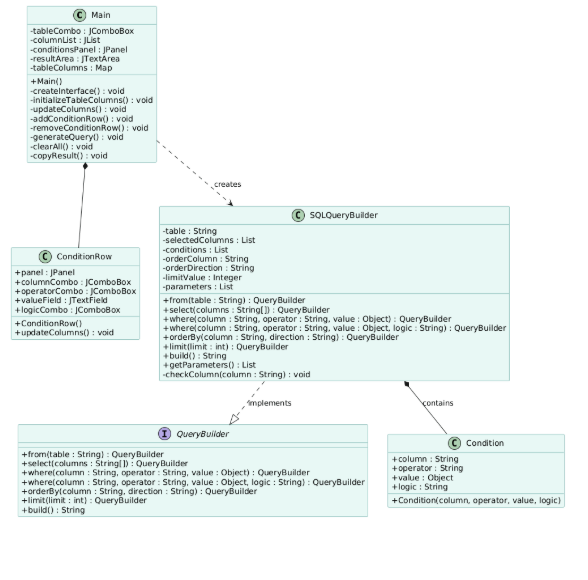 C Main
-tableCombo : JComboBox
-columnList : JList
-conditionsPanel : JPanel
-resultArea : JTextArea
-tableColumns : Map
+Main()
-createInterface() : void
-initializeTableColumns() : void
-updateColumns() : void
-addConditionRow() : void
-removeConditionRow() : void
-generateQuery() : void
-clearAll() : void
-copyResult() : void
creates
C SQLQueryBuilder
-table : String
-selectedColumns : List
-conditions : List
-orderColumn : String
-orderDirection : String
-limitValue : Integer
-parameters : List
+from(table : String) : QueryBuilder
+select(columns : String[]) : QueryBuilder
+where(column : String, operator : String, value : Object) : QueryBuilder
+where(column : String, operator : String, value : Object, logic : String) : QueryBuilder
+orderBy(column : String, direction : String) : QueryBuilder
+limit(limit : int) : QueryBuilder
+build() : String
+getParameters() : List
-checkColumn(column : String) : void
C ConditionRow
+panel : JPanel
+columnCombo : JComboBox
+operatorCombo : JComboBox
+valueField : JTextField
+logicCombo : JComboBox
+ConditionRow()
+updateColumns() : void
implements
contains
I QueryBuilder
+from(table : String) : QueryBuilder
+select(columns : String[]) : QueryBuilder
+where(column : String, operator : String, value : Object) : QueryBuilder
+where(column : String, operator : String, value : Object, logic : String) : QueryBuilder
+orderBy(column : String, direction : String) : QueryBuilder
+limit(limit : int) : QueryBuilder
+build() : String
C Condition
+column : String
+operator : String
+value : Object
+logic : String
+Condition(column, operator, value, logic)